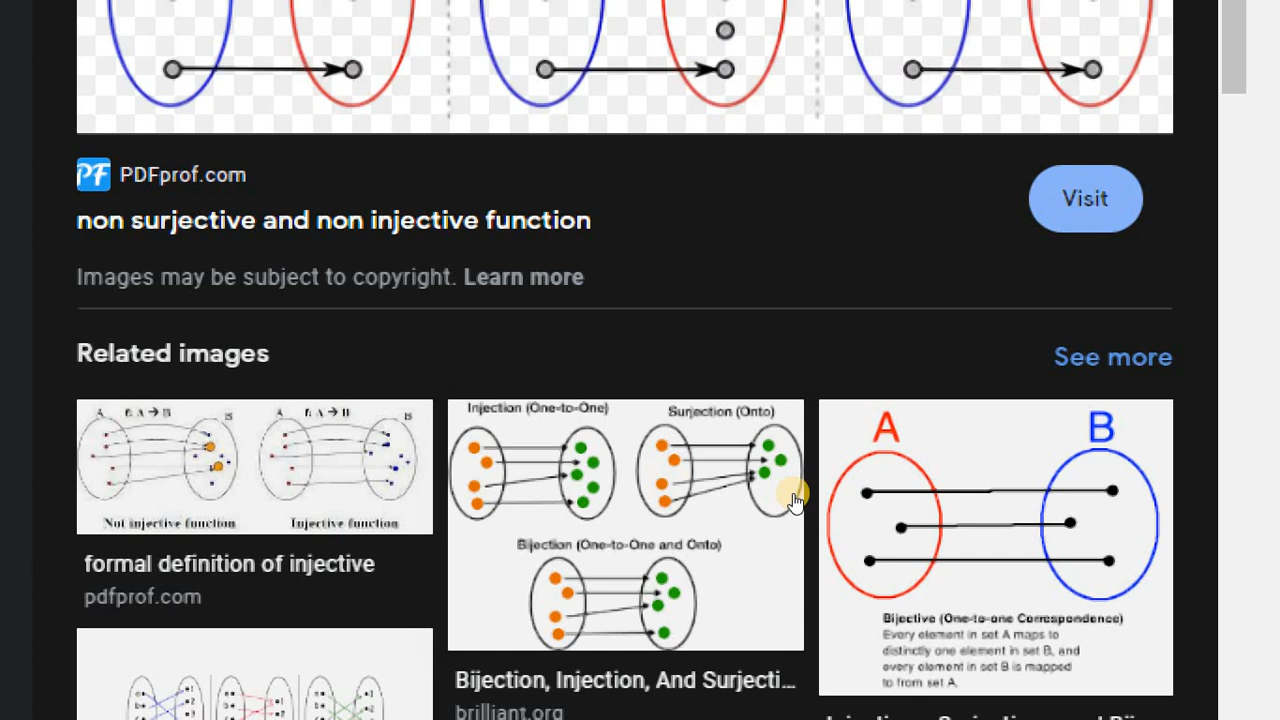 PF PDFprof.com
Visit
non surjective and non injective function
Images may be subject to copyright. Learn more
Related images
See more
A f: A → B B
A f: A → B B
Not injective function
Injective function
formal definition of injective
pdfprof.com
Injection (One-to-One)
Surjection (Onto)
Bijection (One-to-One and Onto)
Bijection, Injection, And Surjecti...
brilliant.org
A B
Bijective (One-to-one Correspondence)
Every element in set A maps to
distinctly one element in set B, and
every element in set B is mapped
to from set A.